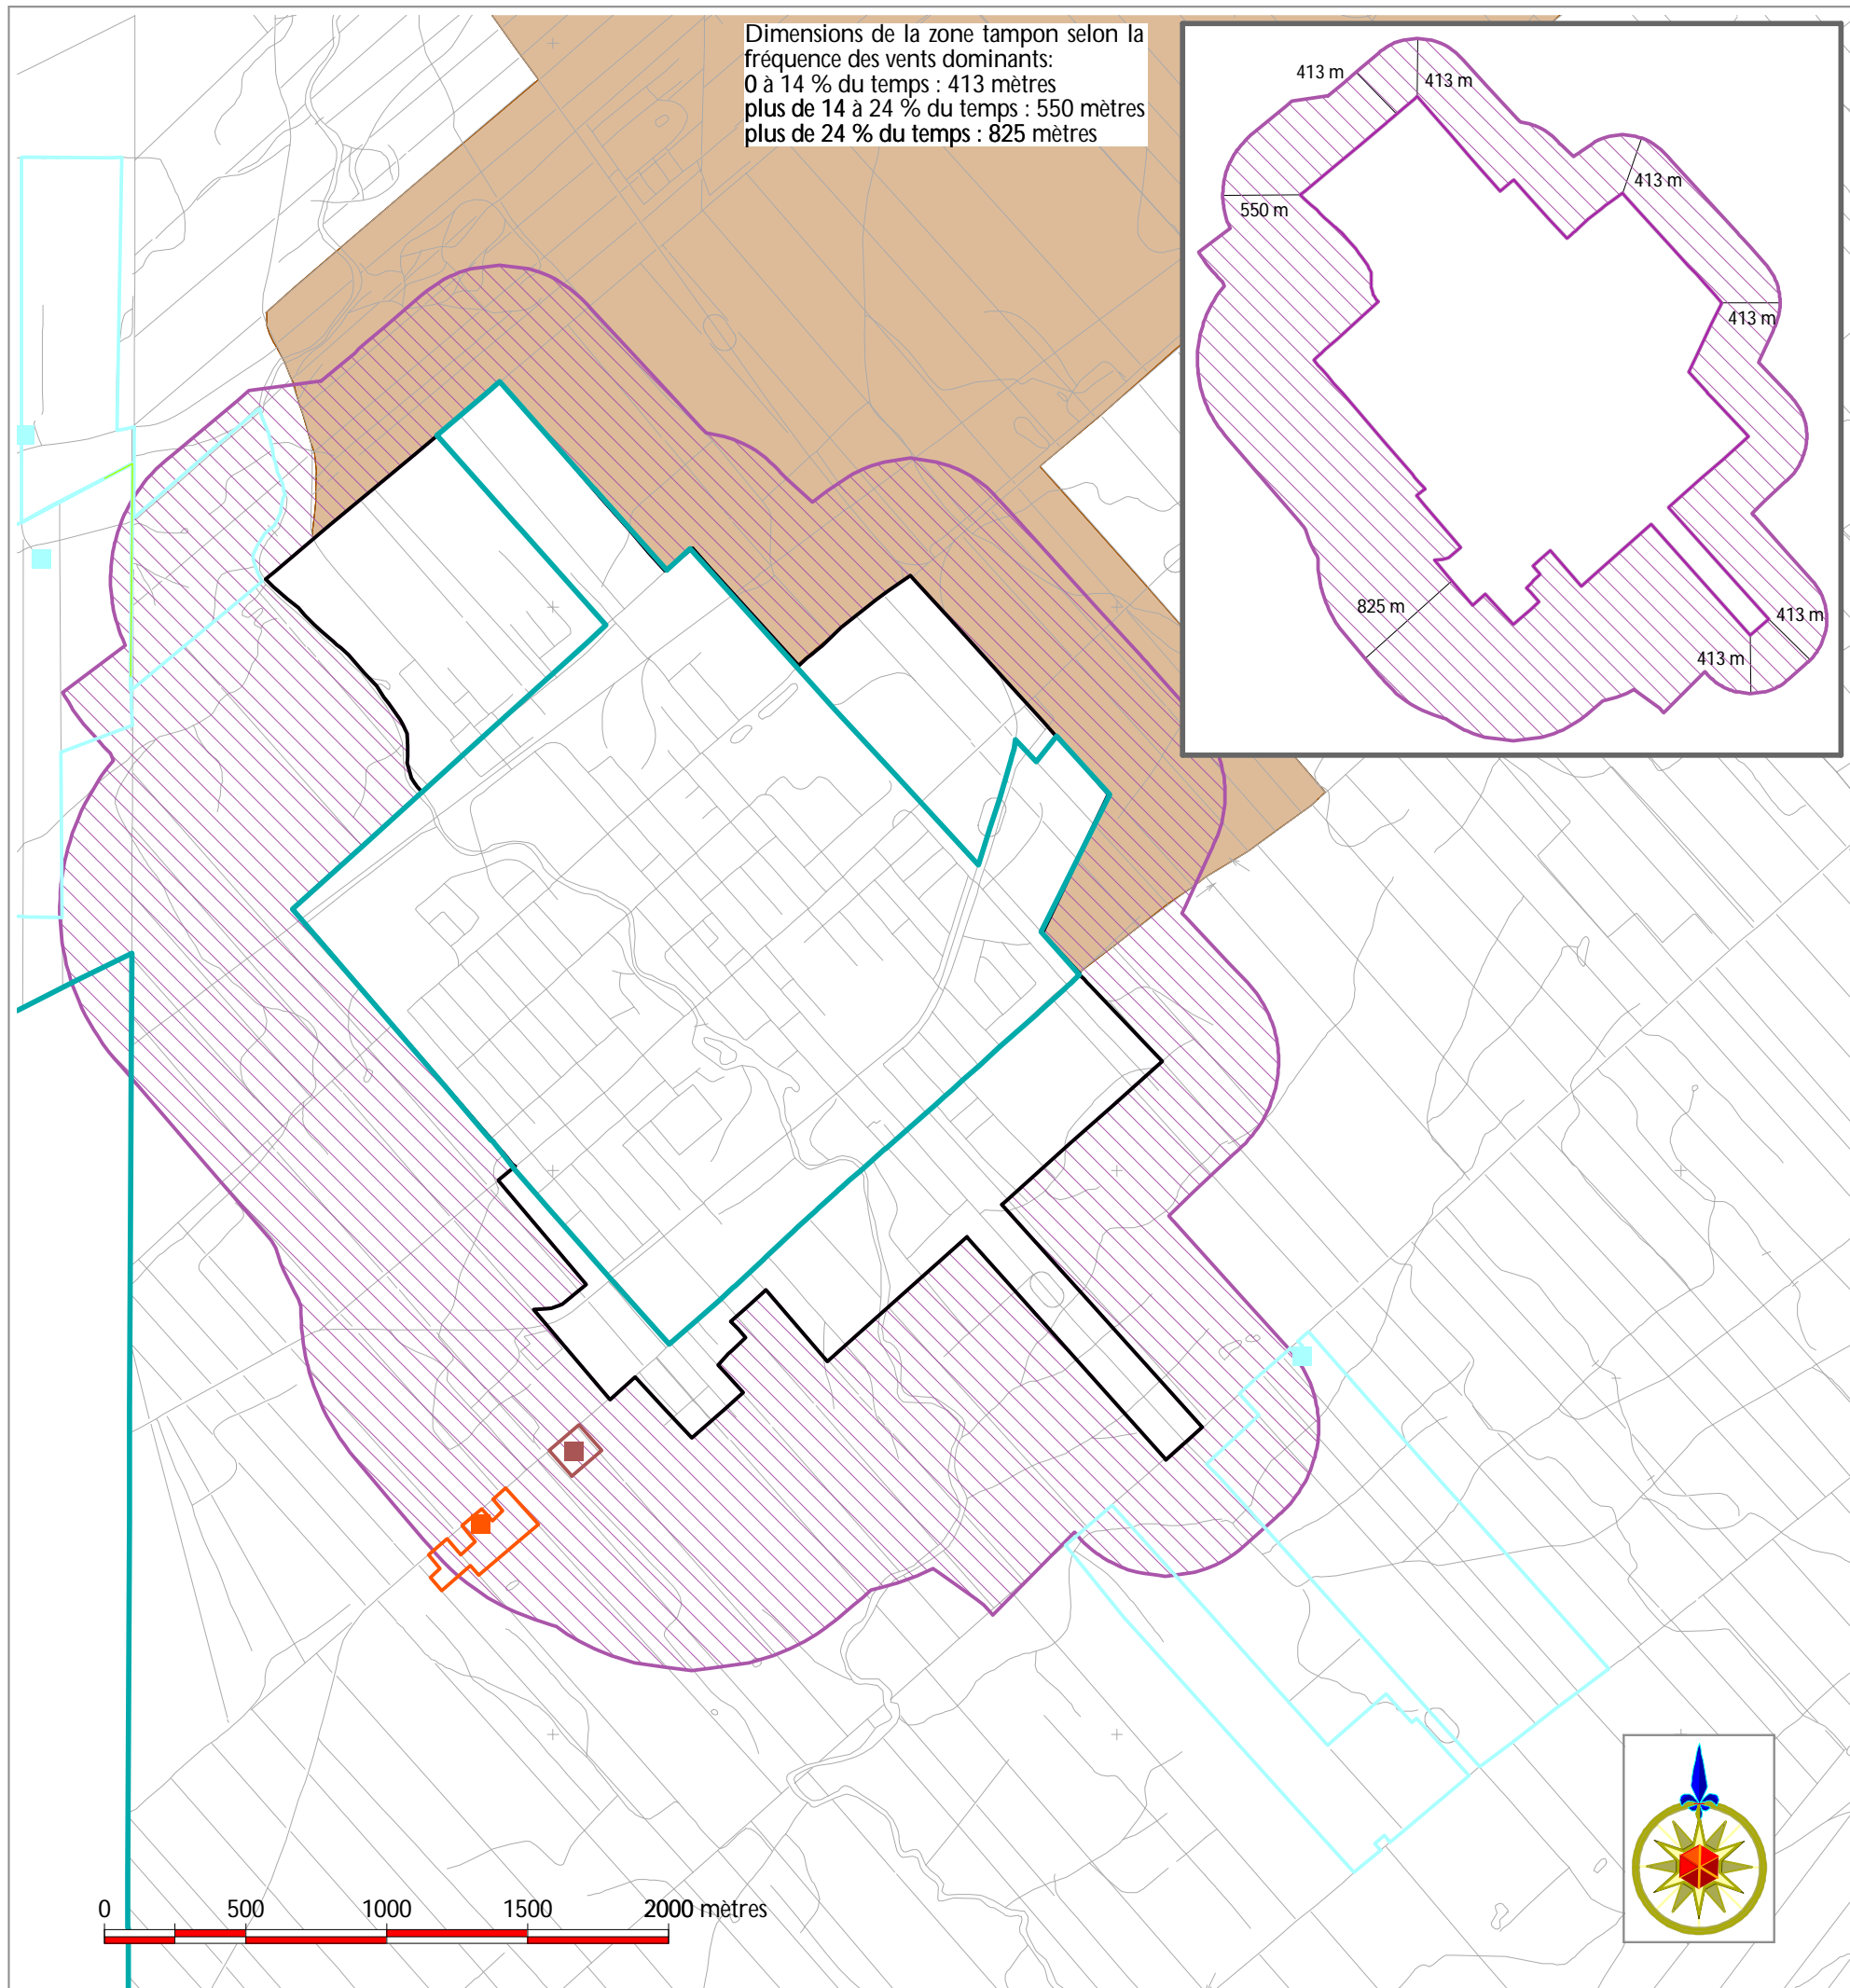 Dimensions de la zone tampon selon la
fréquence des vents dominants:
0 à 14 % du temps : 413 mètres
plus de 14 à 24 % du temps : 550 mètres
plus de 24 % du temps : 825 mètres
413 m
413 m
413 m
550 m
413 m
825 m
413 m
413 m
0 500 1000 1500 2000 mètres